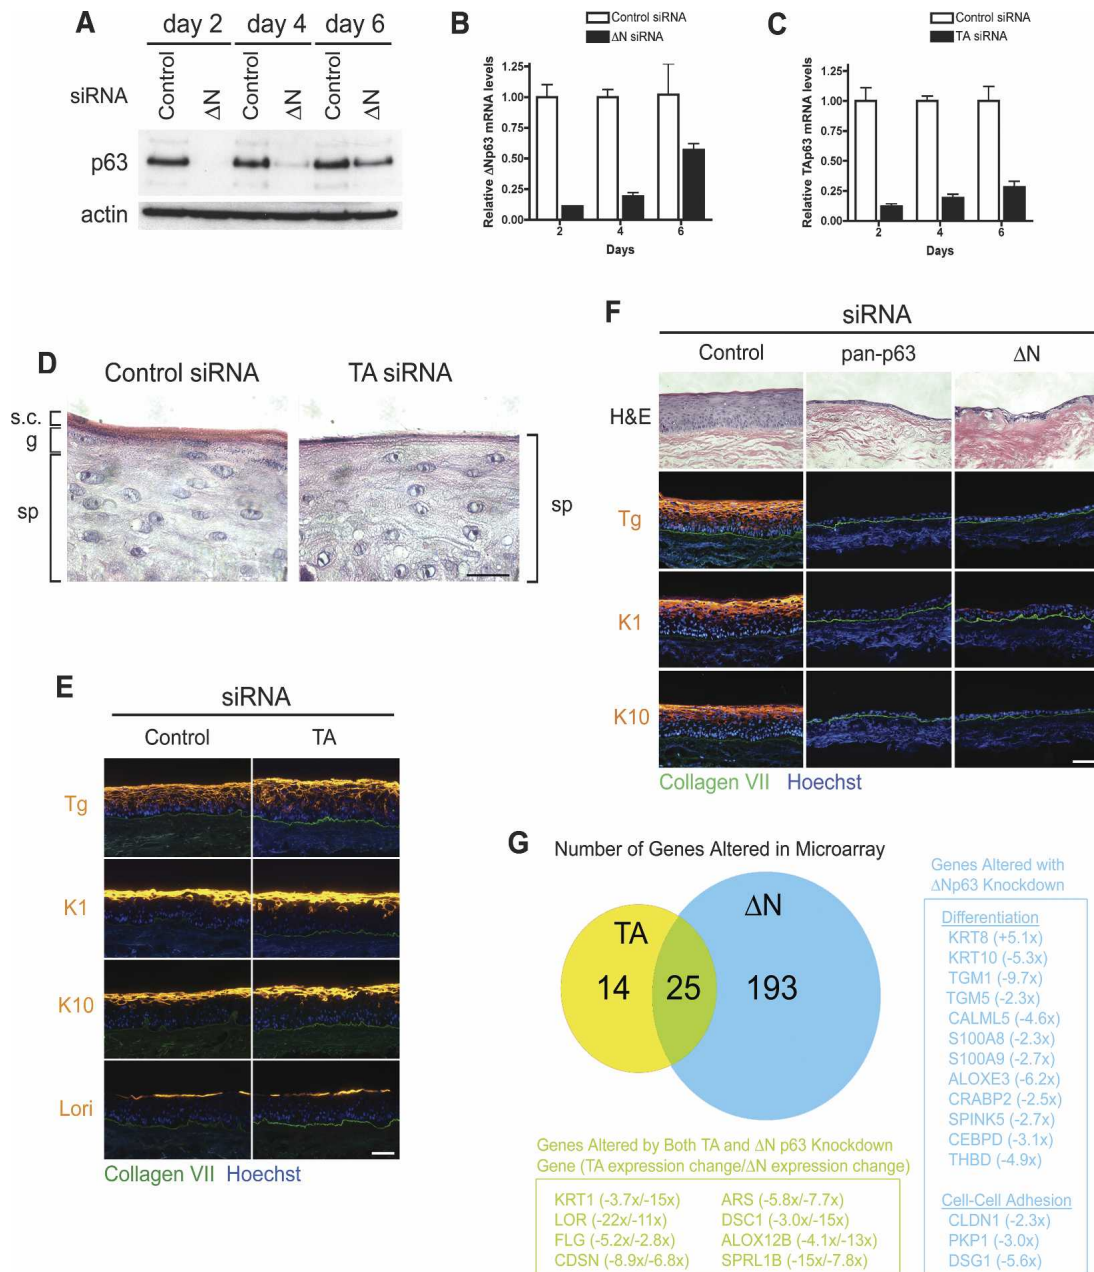 A
day 2 day 4 day 6
siRNA
Control ΔN Control ΔN Control ΔN
p63
actin
B
Control siRNA
ΔN siRNA
Relative ΔNp63 mRNA levels
1.25
1.00
0.75
0.50
0.25
0.00
2 4 6
Days
C
Control siRNA
TA siRNA
Relative TAp63 mRNA levels
1.25
1.00
0.75
0.50
0.25
0.00
2 4 6
Days
D
Control siRNA TA siRNA
s.c.
g
sp
sp
E
siRNA
Control TA
Tg
K1
K10
Lori
Collagen VII Hoechst
F
siRNA
Control pan-p63 ΔN
H&E
Tg
K1
K10
Collagen VII Hoechst
G
Number of Genes Altered in Microarray
TA
ΔN
14 25 193
Genes Altered by Both TA and ΔN p63 Knockdown
Gene (TA expression change/ΔN expression change)
KRT1 (-3.7x/-15x) ARS (-5.8x/-7.7x)
LOR (-22x/-11x) DSC1 (-3.0x/-15x)
FLG (-5.2x/-2.8x) ALOX12B (-4.1x/-13x)
CDSN (-8.9x/-6.8x) SPRL1B (-15x/-7.8x)
Genes Altered with
ΔNp63 Knockdown
Differentiation
KRT8 (+5.1x)
KRT10 (-5.3x)
TGM1 (-9.7x)
TGM5 (-2.3x)
CALML5 (-4.6x)
S100A8 (-2.3x)
S100A9 (-2.7x)
ALOXE3 (-6.2x)
CRABP2 (-2.5x)
SPINK5 (-2.7x)
CEBPD (-3.1x)
THBD (-4.9x)
Cell-Cell Adhesion
CLDN1 (-2.3x)
PKP1 (-3.0x)
DSG1 (-5.6x)